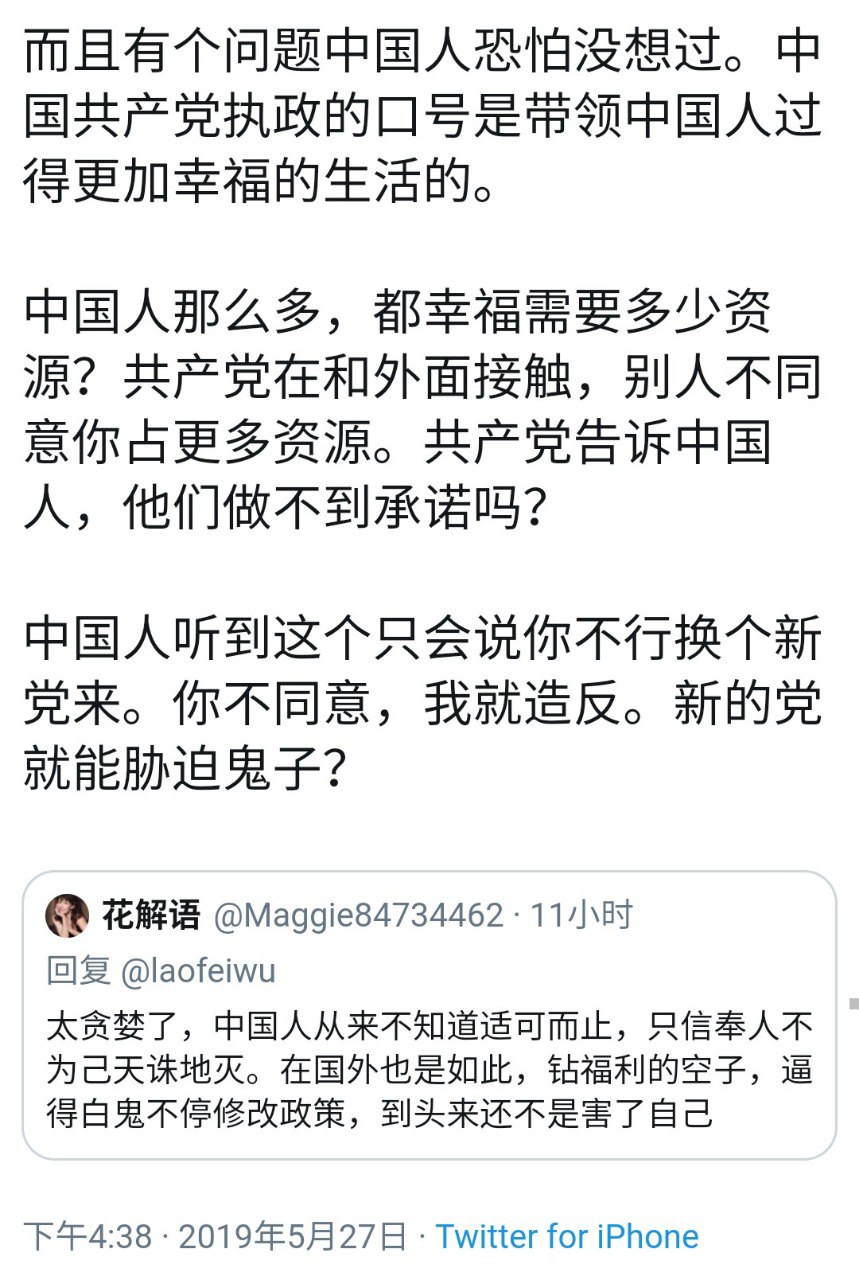 而且有个问题中国人恐怕没想过。中
国共产党执政的口号是带领中国人过
得更加幸福的生活的。
中国人那么多，都幸福需要多少资
源？共产党在和外面接触，别人不同
意你占更多资源。共产党告诉中国
人，他们做不到承诺吗？
中国人听到这个只会说你不行换个新
党来。你不同意，我就造反。新的党
就能胁迫鬼子？
花解语 @Maggie84734462 · 11小时
回复 @laofeiwu
太贪婪了，中国人从来不知道适可而止，只信奉人不
为己天诛地灭。在国外也是如此，钻福利的空子，逼
得白鬼不停修改政策，到头来还不是害了自己
下午4:38 · 2019年5月27日 · Twitter for iPhone